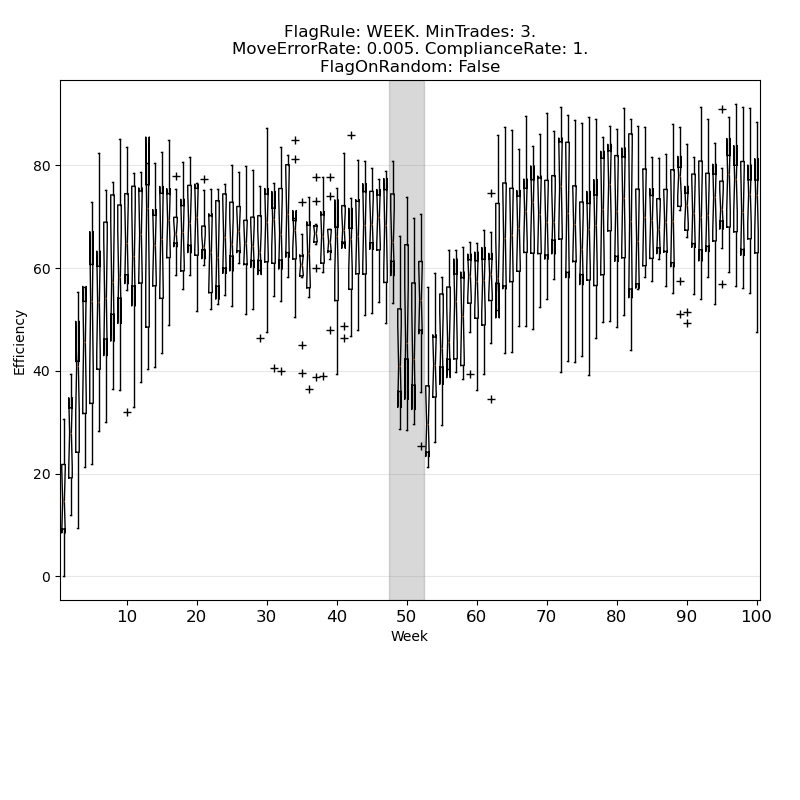 FlagRule: WEEK. MinTrades: 3.
MoveErrorRate: 0.005. ComplianceRate: 1.
FlagOnRandom: False
Efficiency
80
60
40
20
0
10 20 30 40 50 60 70 80 90 100
Week